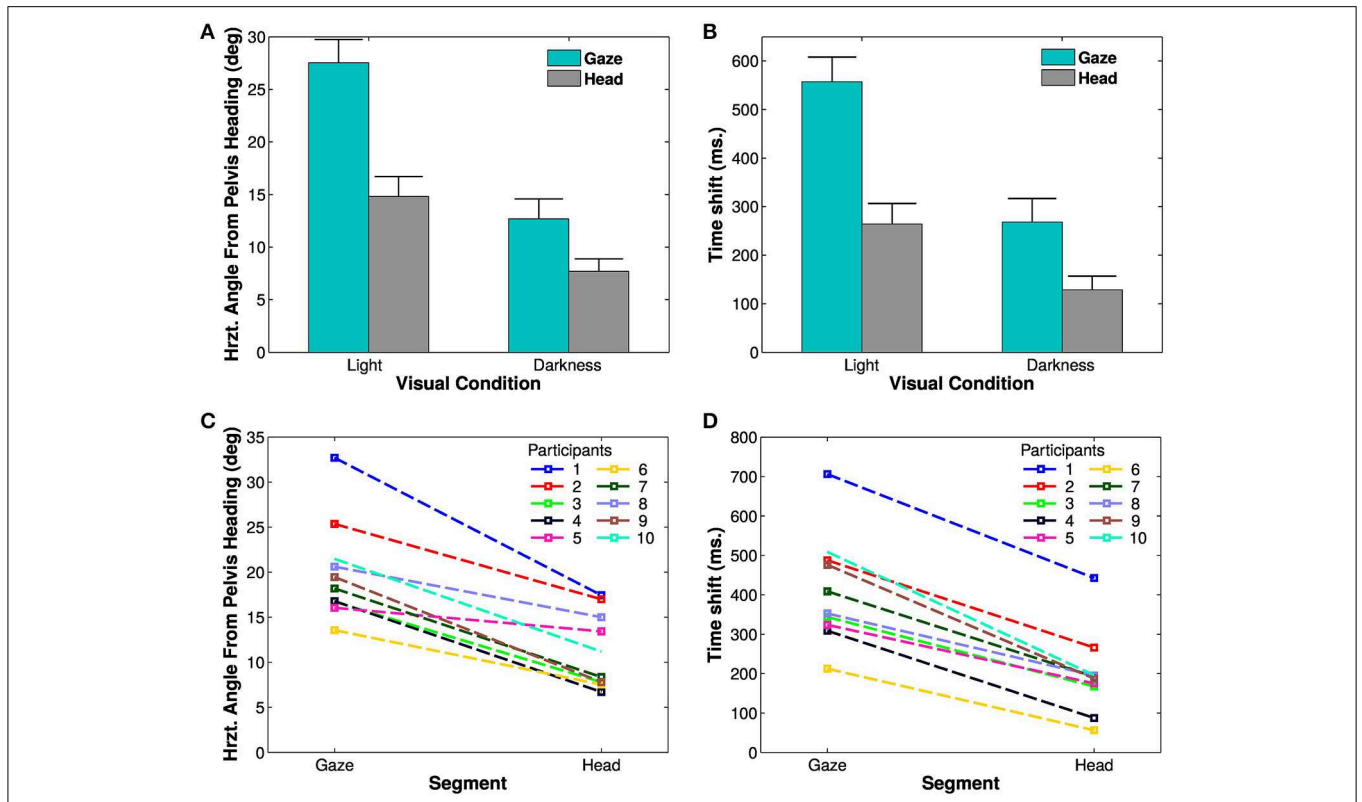 A
Hrzt. Angle From Pelvis Heading (deg)
30
25
20
15
10
5
0
Gaze
Head
Light
Darkness
Visual Condition
B
Time shift (ms.)
600
500
400
300
200
100
0
Gaze
Head
Light
Darkness
Visual Condition
C
Hrzt. Angle From Pelvis Heading (deg)
35
30
25
20
15
10
5
0
Participants
1 6
2 7
3 8
4 9
5 10
Gaze
Head
Segment
D
Time shift (ms.)
800
700
600
500
400
300
200
100
0
Participants
1 6
2 7
3 8
4 9
5 10
Gaze
Head
Segment